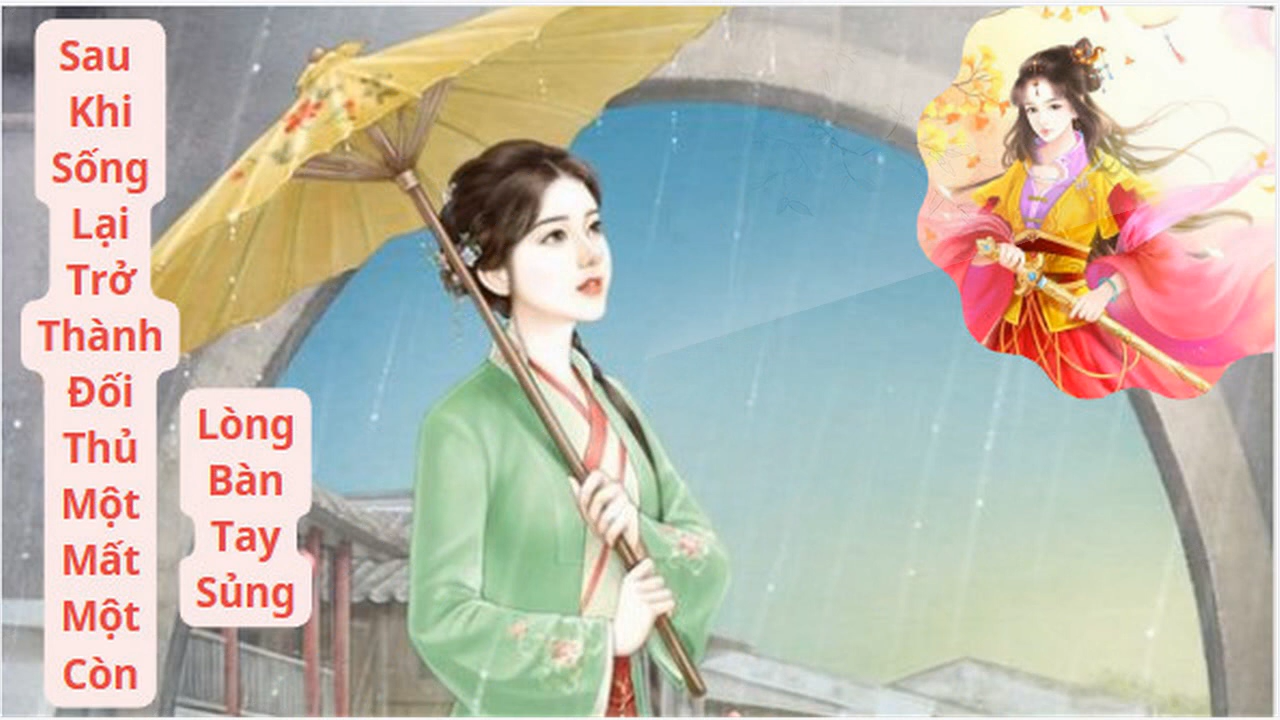 Sau
Khi
Sống
Lại
Trở
Thành
Đối
Thủ
Một
Mất
Một
Còn
Lòng
Bàn
Tay
Sủng